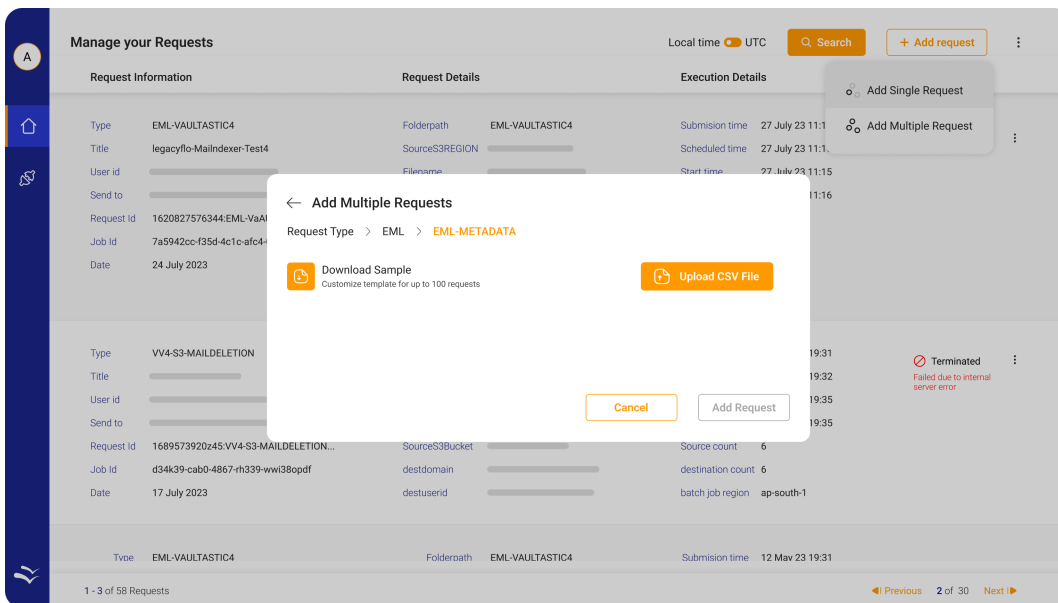 A
Manage your Requests
Local time UTC
Search
+ Add request
Request Information
Request Details
Execution Details
Add Single Request
Add Multiple Request
Type EML-VAULTASTIC4
Folderpath EML-VAULTASTIC4
Submision time 27 July 23 11:1
Title legacyflo-MailIndexer-Test4
SourceS3REGION
Scheduled time 27 July 23 11:1
User id
Filename
Start time 27 July 23 11:15
Send to
11:16
Request Id 1620827576344:EML-VaAU
Job Id 7a5942cc-f35d-4c1c-afc4-
Date 24 July 2023
Add Multiple Requests
Request Type > EML > EML-METADATA
Download Sample
Customize template for up to 100 requests
Upload CSV File
Cancel
Add Request
Type VV4-S3-MAILDELETION
19:31
Terminated
Title
19:32
Failed due to internal
server error
User id
19:35
Send to
19:35
Request Id 1689573920z45:VV4-S3-MAILDELETION...
SourceS3Bucket
Source count 6
Job Id d34k39-cab0-4867-rh339-wwi38opdf
destdomain
destination count 6
Date 17 July 2023
destuserid
batch job region ap-south-1
Type EML-VAULTASTIC4
Folderpath EML-VAULTASTIC4
Submision time 12 May 23 19:31
1 - 3 of 58 Requests
Previous 2 of 30 Next